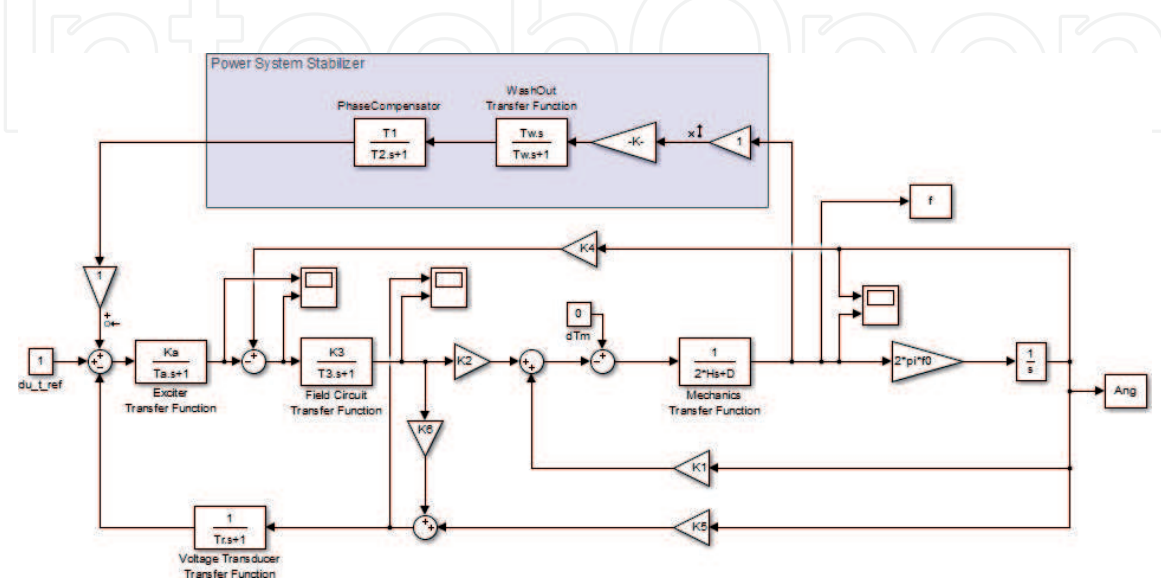 IntechOpen
Power System Stabilizer
PhaseCompensator
T1
T2.s+1
WashOut
Transfer Function
Tw.s
Tw.s+1
-K-
x
1
f
K4
1
+
o
1
du_t_ref
+
+
-
Ka
Ta.s+1
Exciter
Transfer Function
+
-
K3
T3.s+1
Field Circuit
Transfer Function
K2
+
+
0
dTm
+
-
1
2*Hs+D
Mechanics
Transfer Function
2*pi*f0
1
s
Ang
K6
K1
+
+
K5
1
Tr.s+1
Voltage Transducer
Transfer Function